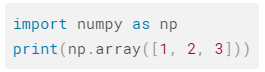 import numpy as np
print(np.array([1, 2, 3]))